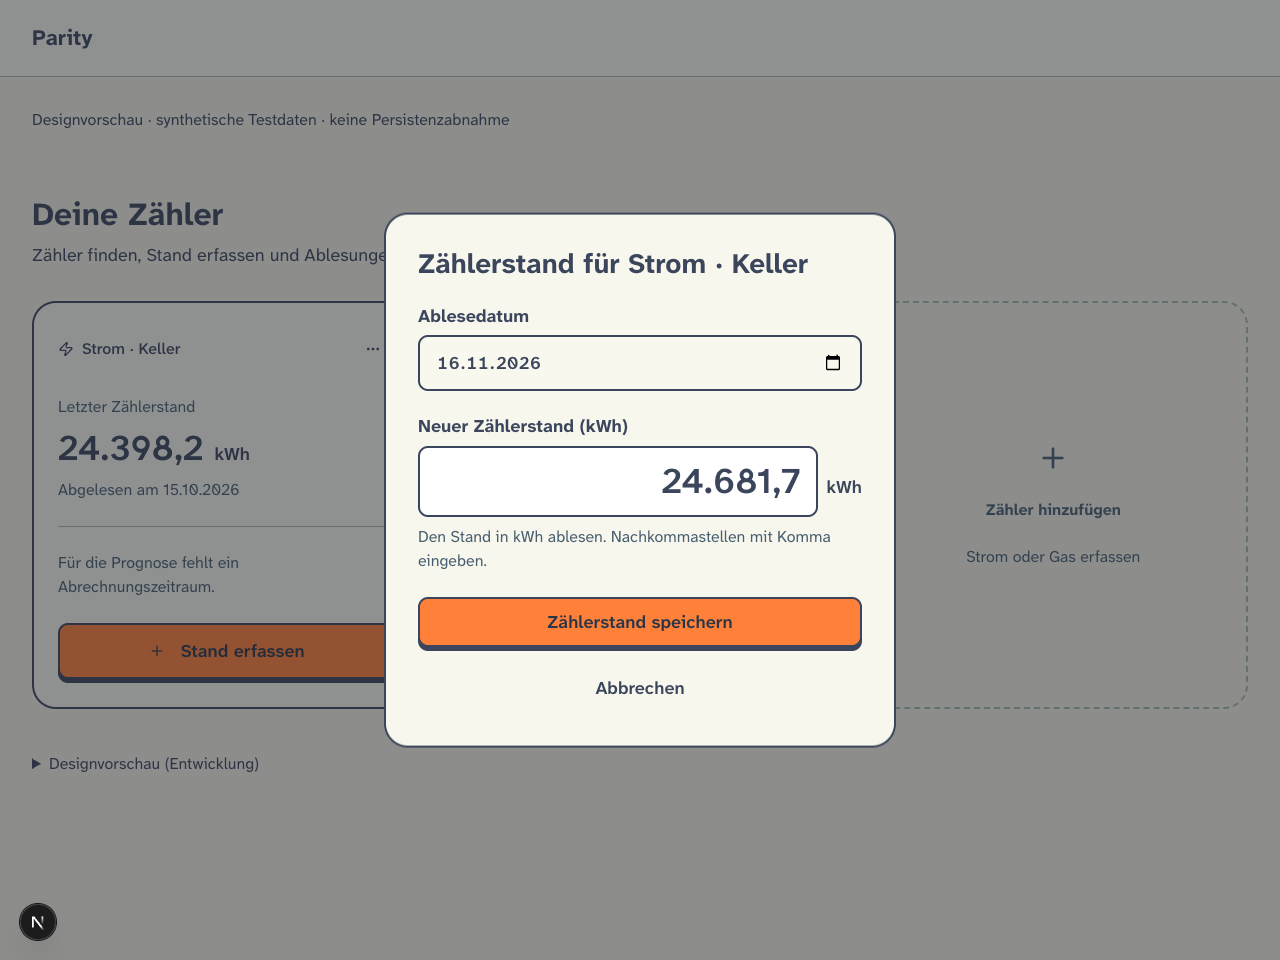 Parity
Designvorschau · synthetische Testdaten · keine Persistenzabnahme
Deine Zähler
Zähler finden, Stand erfassen und Ablesunge
Strom · Keller
Letzter Zählerstand
24.398,2 kWh
Abgelesen am 15.10.2026
Für die Prognose fehlt ein
Abrechnungszeitraum.
+ Stand erfassen
Zählerstand für Strom · Keller
Ablesedatum
16.11.2026
Neuer Zählerstand (kWh)
24.681,7 kWh
Den Stand in kWh ablesen. Nachkommastellen mit Komma
eingeben.
Zählerstand speichern
Abbrechen
Zähler hinzufügen
Strom oder Gas erfassen
Designvorschau (Entwicklung)
N